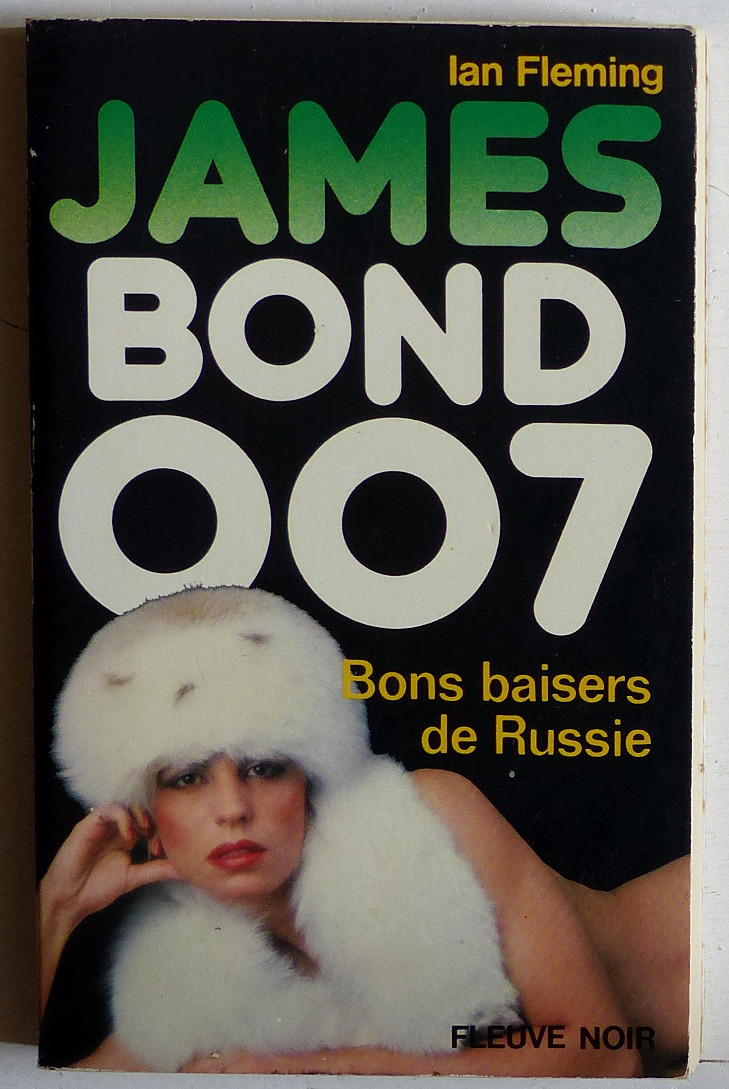 Ian Fleming
JAMES
BOND
007
Bons baisers
de Russie
FLEUVE NOIR